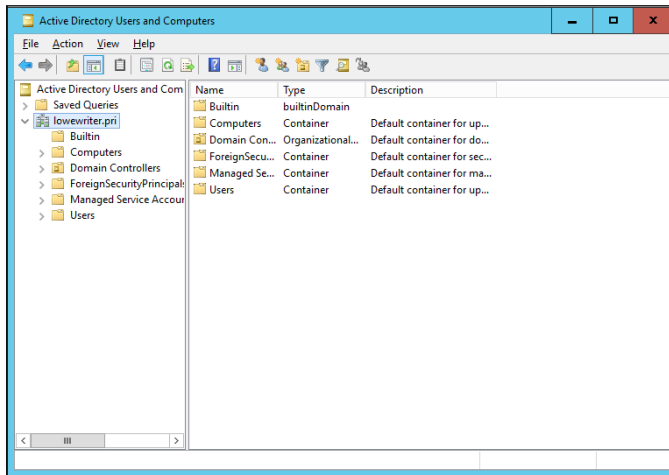 Active Directory Users and Computers
File Action View Help
Active Directory Users and Com
Saved Queries
lowewriter.pri
Builtin
Computers
Domain Controllers
ForeignSecurityPrincipals
Managed Service Accour
Users
Name Type Description
Builtin builtinDomain
Computers Container Default container for up...
Domain Con... Organizational... Default container for do...
ForeignSecu... Container Default container for sec...
Managed Se... Container Default container for ma...
Users Container Default container for up...